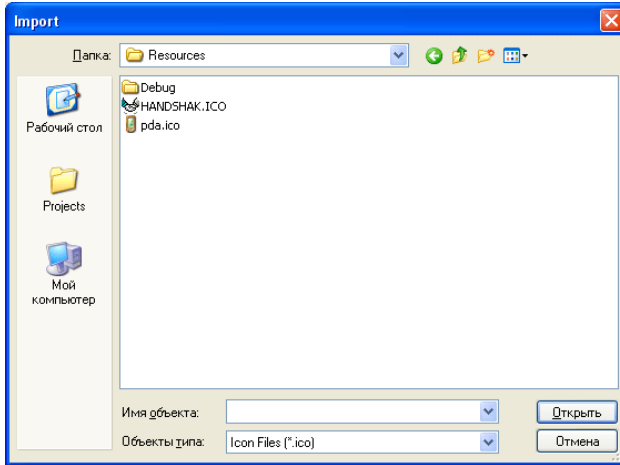 Import
Папка:
Resources
Рабочий стол
Projects
Мой
компьютер
Debug
HANDSHAK.ICO
pda.ico
Имя объекта:
Открыть
Объекты типа:
Icon Files (*.ico)
Отмена